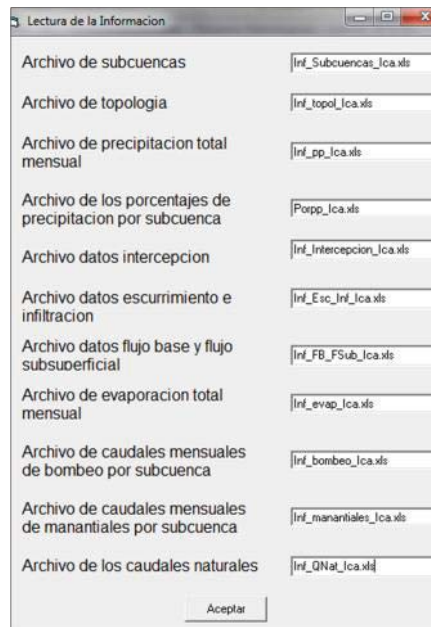 Lectura de la Informacion
Archivo de subcuencas
Inf_Subcuencas_Ica.xls
Archivo de topologia
Inf_topol_Ica.xls
Archivo de precipitacion total
mensual
Inf_pp_Ica.xls
Archivo de los porcentajes de
precipitacion por subcuenca
Porpp_Ica.xls
Archivo datos intercepcion
Inf_Intercepcion_Ica.xls
Archivo datos escurrimiento e
infiltracion
Inf_Esc_Inf_Ica.xls
Archivo datos flujo base y flujo
subsuperficial
Inf_FB_FSub_Ica.xls
Archivo de evaporacion total
mensual
Inf_evap_Ica.xls
Archivo de caudales mensuales
de bombeo por subcuenca
Inf_bombeo_Ica.xls
Archivo de caudales mensuales
de manantiales por subcuenca
Inf_manantiales_Ica.xls
Archivo de los caudales naturales
Inf_QNat_Ica.xls
Aceptar